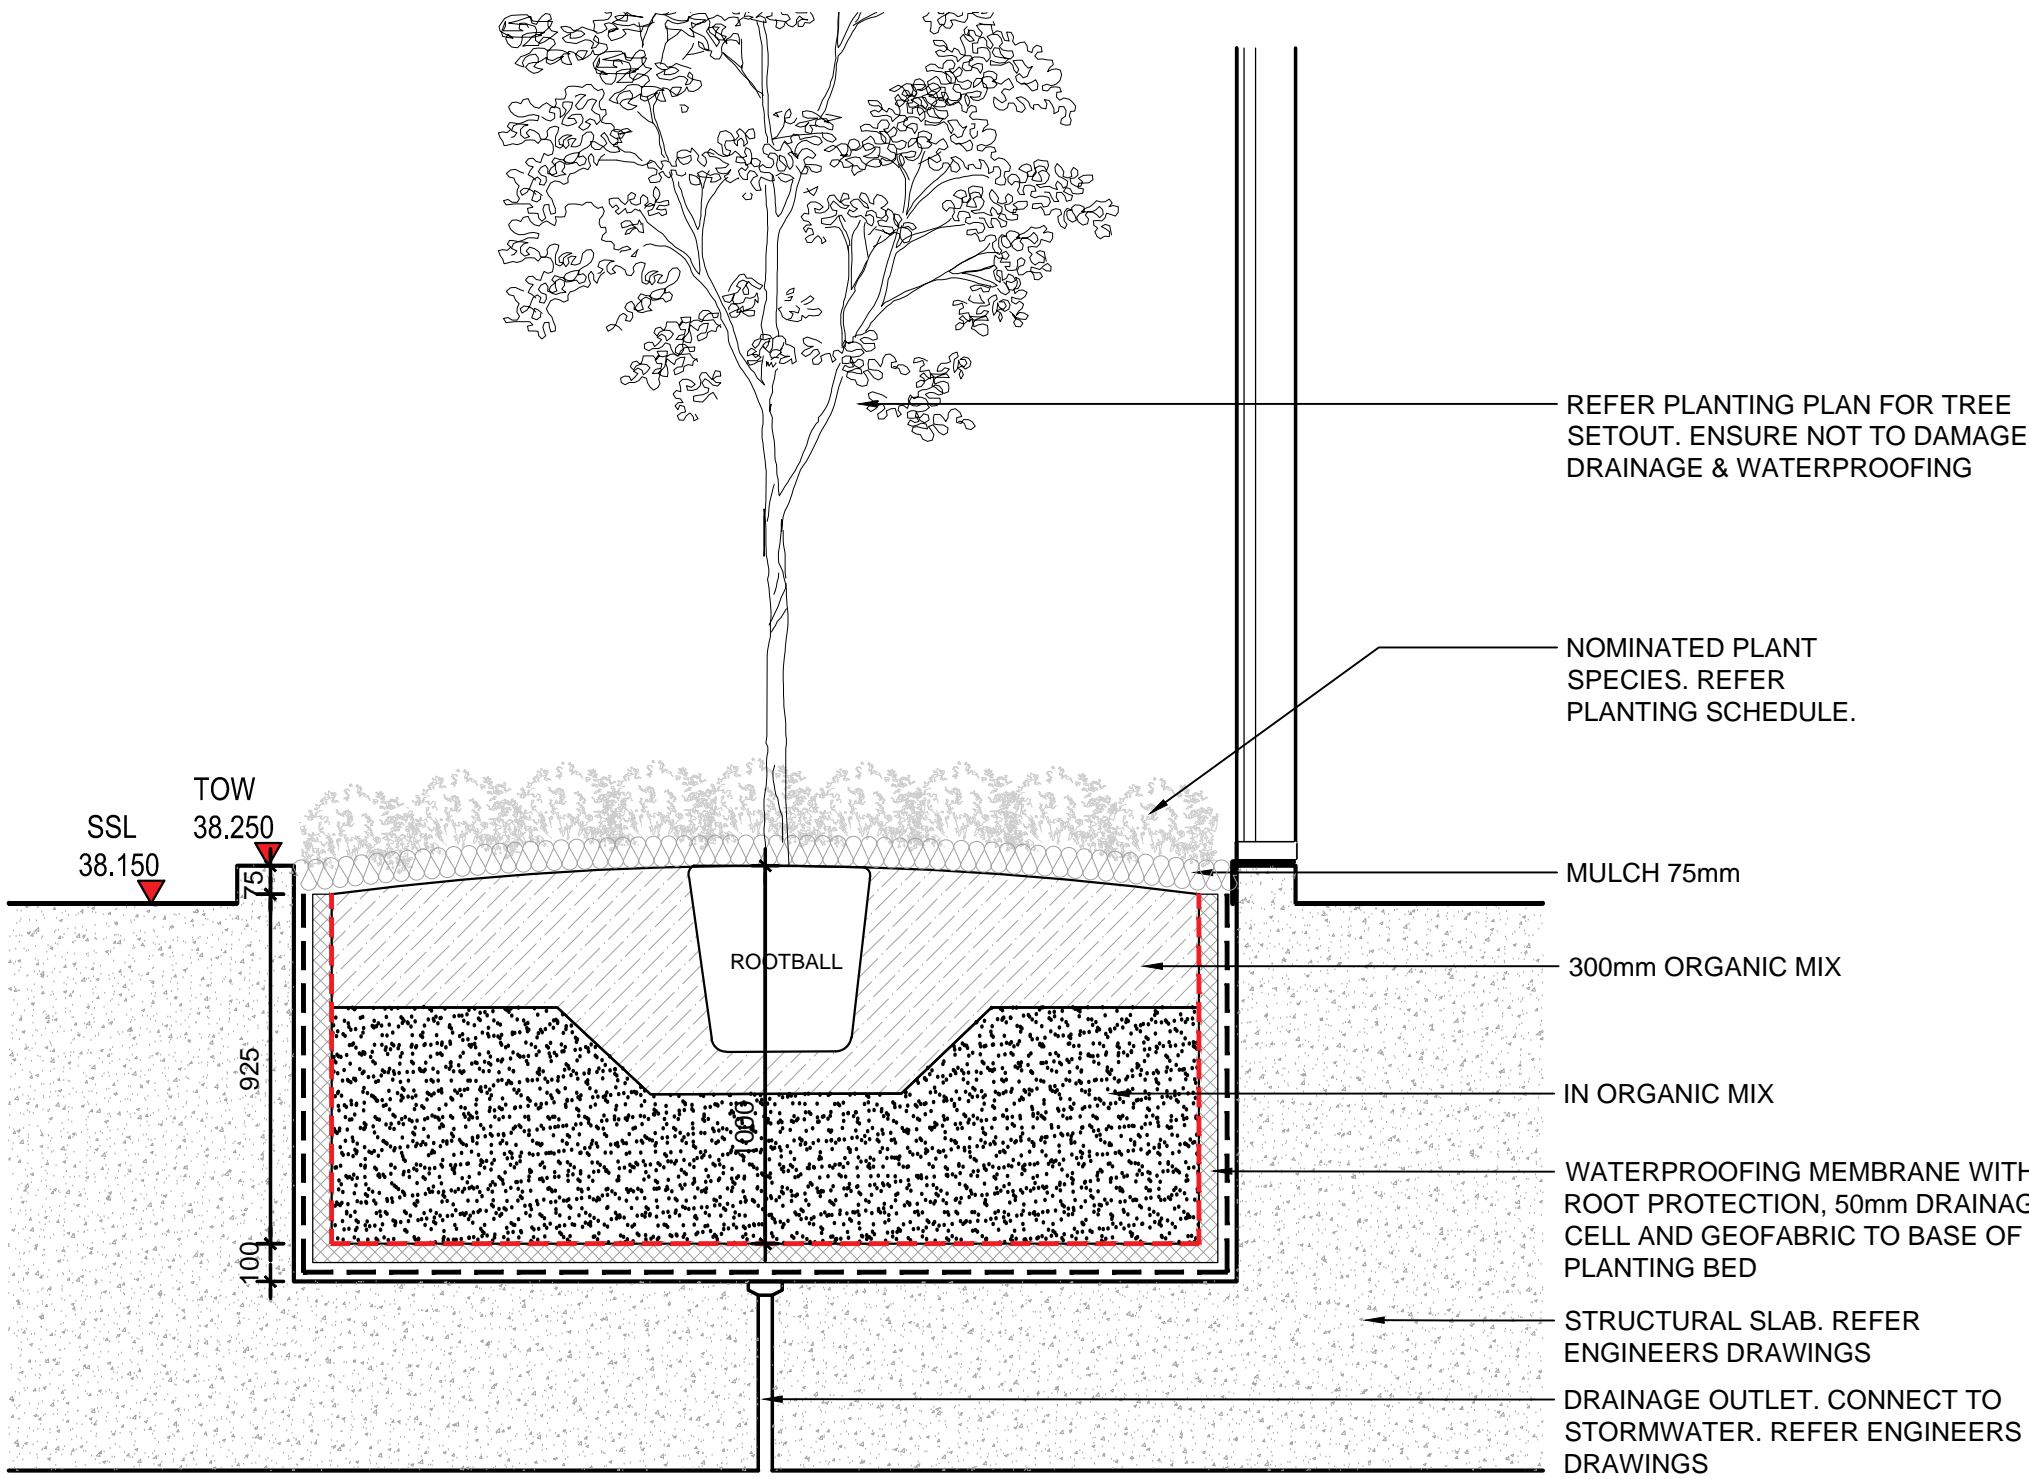 REFER PLANTING PLAN FOR TREE
SETOUT. ENSURE NOT TO DAMAGE
DRAINAGE & WATERPROOFING
NOMINATED PLANT
SPECIES. REFER
PLANTING SCHEDULE.
TOW
38.250
SSL
38.150
75
MULCH 75mm
ROOTBALL
300mm ORGANIC MIX
925
1000
IN ORGANIC MIX
WATERPROOFING MEMBRANE WITH
ROOT PROTECTION, 50mm DRAINAG
CELL AND GEOFABRIC TO BASE OF
PLANTING BED
100
STRUCTURAL SLAB. REFER
ENGINEERS DRAWINGS
DRAINAGE OUTLET. CONNECT TO
STORMWATER. REFER ENGINEERS
DRAWINGS